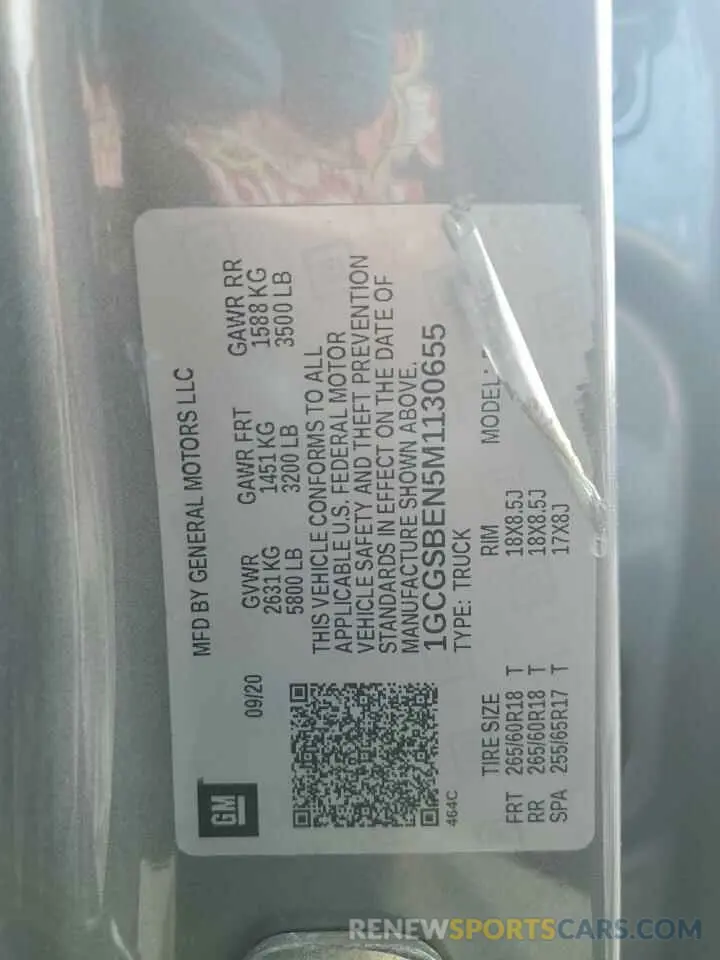 MFD BY GENERAL MOTORS LLC
GM
09/20
GVWR GAWR FRT GAWR RR
2631 KG 1451 KG 1588 KG
5800 LB 3200 LB 3500 LB
THIS VEHICLE CONFORMS TO ALL
APPLICABLE U.S. FEDERAL MOTOR
VEHICLE SAFETY AND THEFT PREVENTION
STANDARDS IN EFFECT ON THE DATE OF
MANUFACTURE SHOWN ABOVE.
1GCGSBEN5M1130655
464C
TYPE: TRUCK MODEL:
TIRE SIZE RIM
FRT 265/60R18 T 18X8.5J
RR 265/60R18 T 18X8.5J
SPA 255/65R17 T 17X8J
RENEWSPORTSCARS.COM